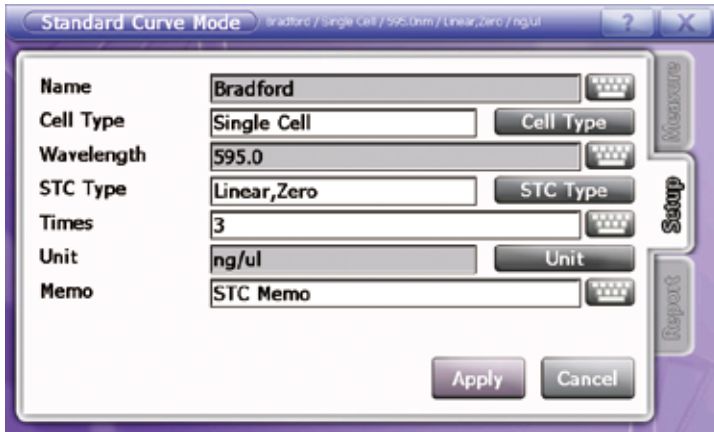 Standard Curve Mode Bradford / Single Cell / 595.0nm / Linear,Zero / ng/ul ? X
Name Bradford
Cell Type Single Cell Cell Type
Wavelength 595.0
STC Type Linear,Zero STC Type
Times 3
Unit ng/ul Unit
Memo STC Memo
Apply Cancel
Measure
Setup
Report